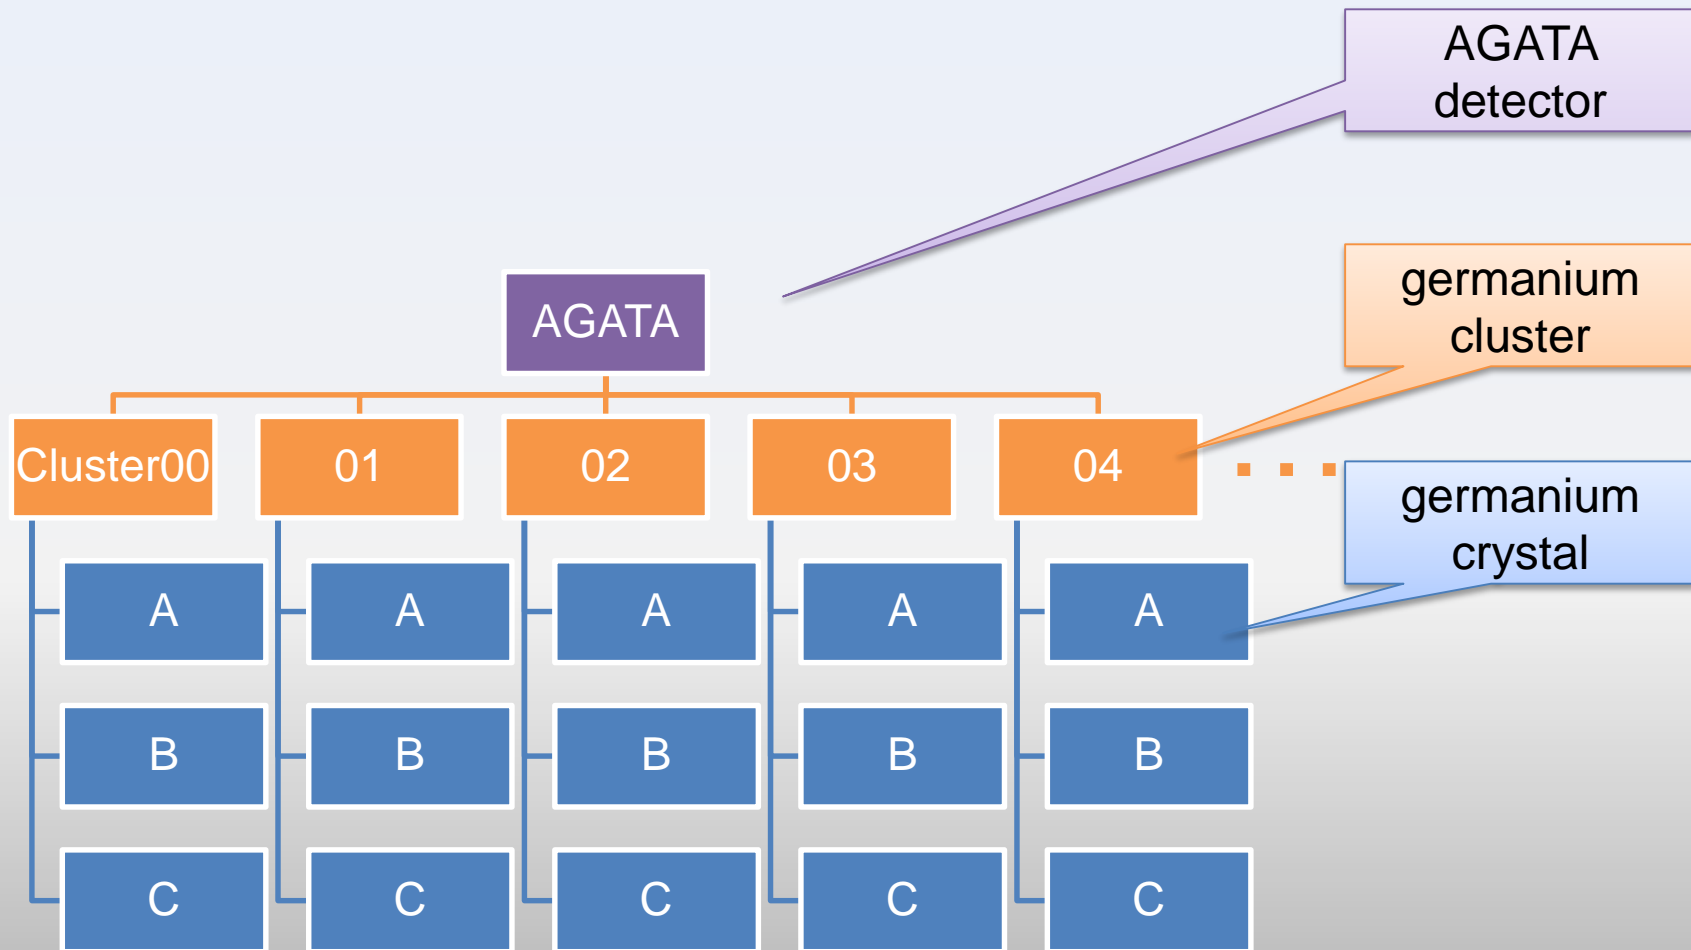 AGATA
detector
germanium
cluster
AGATA
Cluster00
01
02
03
04
germanium
crystal
A
A
A
A
A
B
B
B
B
B
C
C
C
C
C